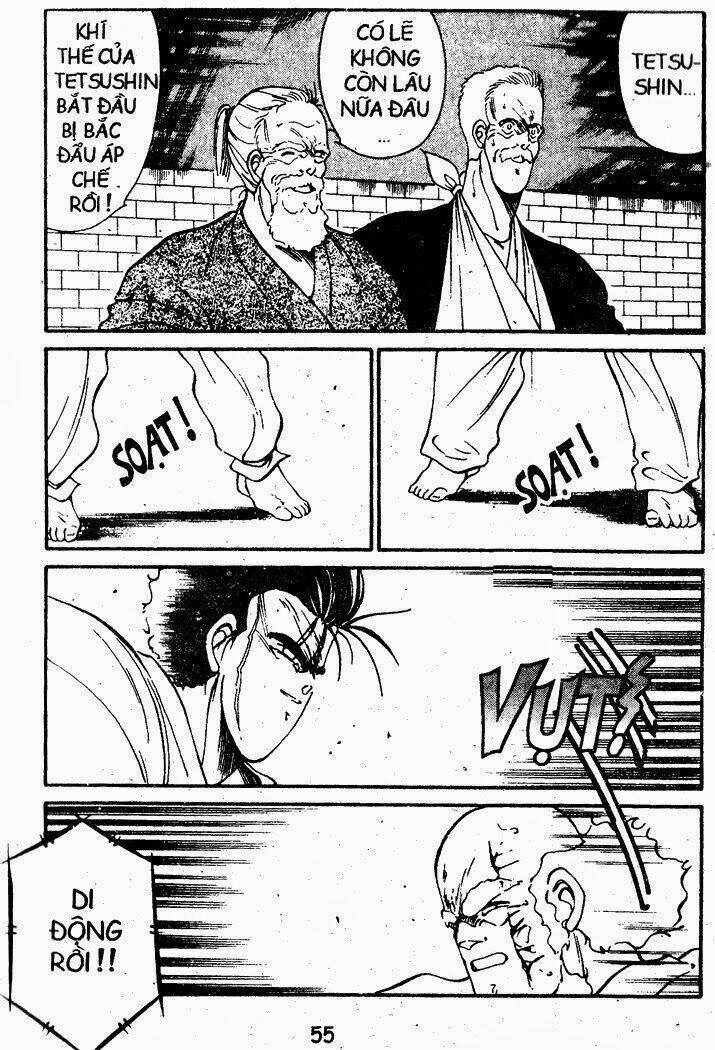 KHÍ
THẾ CỦA
TETSUSHIN
BẮT ĐẦU
BỊ BẮC
ĐẨU ÁP
CHẾ
RỒI!
CÓ LẼ
KHÔNG
CÒN LÂU
NỮA ĐÂU
...
TETSU-
SHIN...
SOẠT!
SOẠT!
VỤT!
DI
ĐỘNG
RỒI!!
55